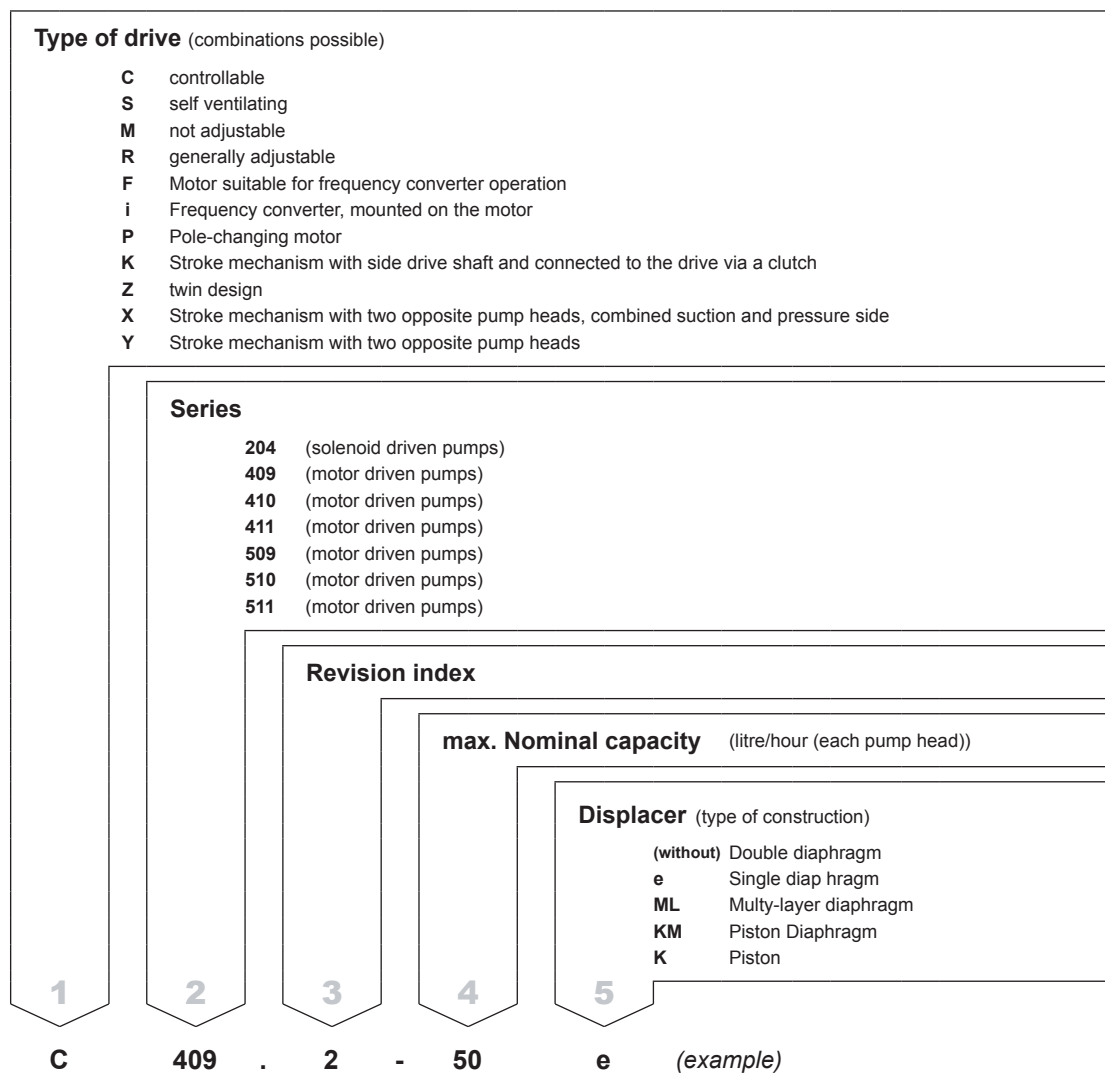 Type of drive (combinations possible)
C controllable
S self ventilating
M not adjustable
R generally adjustable
F Motor suitable for frequency converter operation
i Frequency converter, mounted on the motor
P Pole-changing motor
K Stroke mechanism with side drive shaft and connected to the drive via a clutch
Z twin design
X Stroke mechanism with two opposite pump heads, combined suction and pressure side
Y Stroke mechanism with two opposite pump heads
Series
204 (solenoid driven pumps)
409 (motor driven pumps)
410 (motor driven pumps)
411 (motor driven pumps)
509 (motor driven pumps)
510 (motor driven pumps)
511 (motor driven pumps)
Revision index
max. Nominal capacity (litre/hour (each pump head))
Displacer (type of construction)
(without) Double diaphragm
e Single diap hragm
ML Multy-layer diaphragm
KM Piston Diaphragm
K Piston
1 2 3 4 5
C 409 . 2 - 50 e (example)